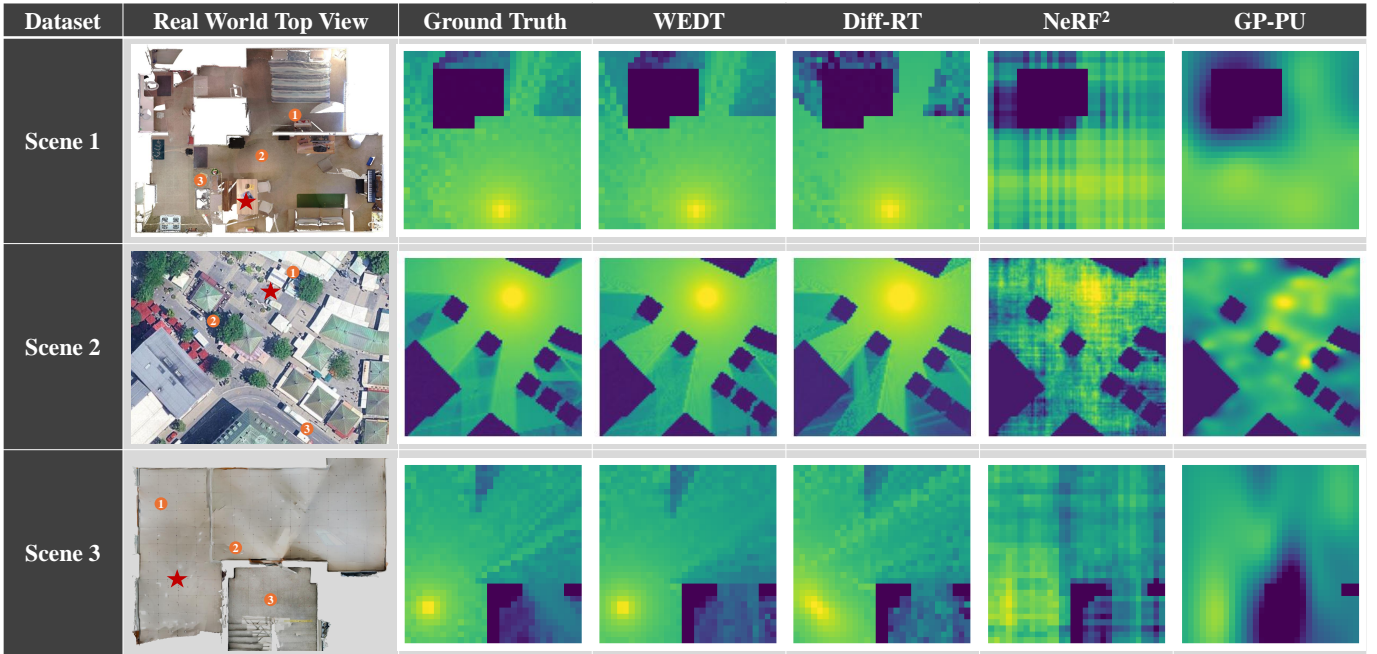 Dataset Real World Top View Ground Truth WEDT Diff-RT NeRF² GP-PU
Scene 1
1
2
3
Scene 2
1
2
3
Scene 3
1
2
3